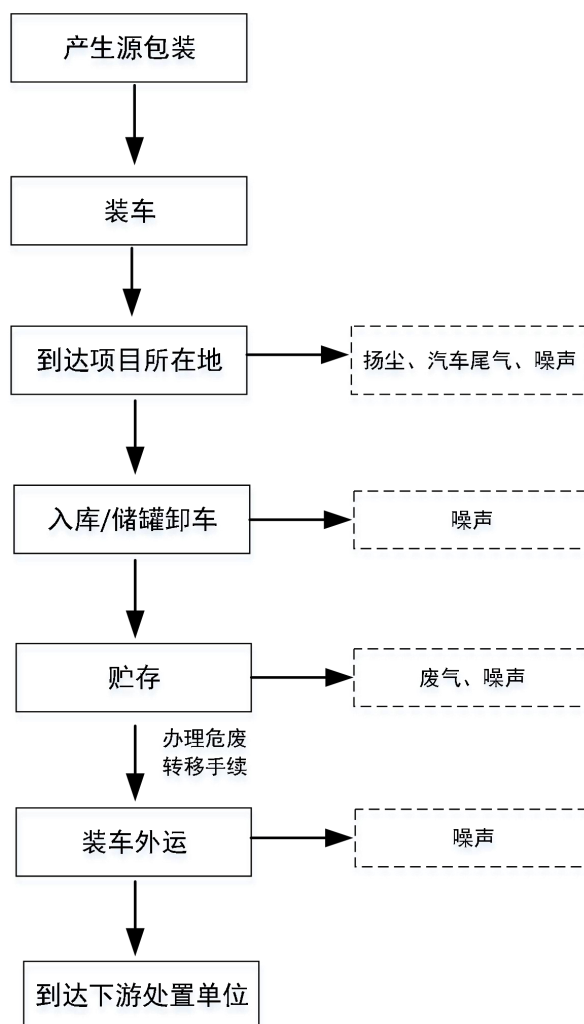 产生源包装
装车
到达项目所在地
扬尘、汽车尾气、噪声
入库/储罐卸车
噪声
贮存
废气、噪声
办理危废
转移手续
装车外运
噪声
到达下游处置单位